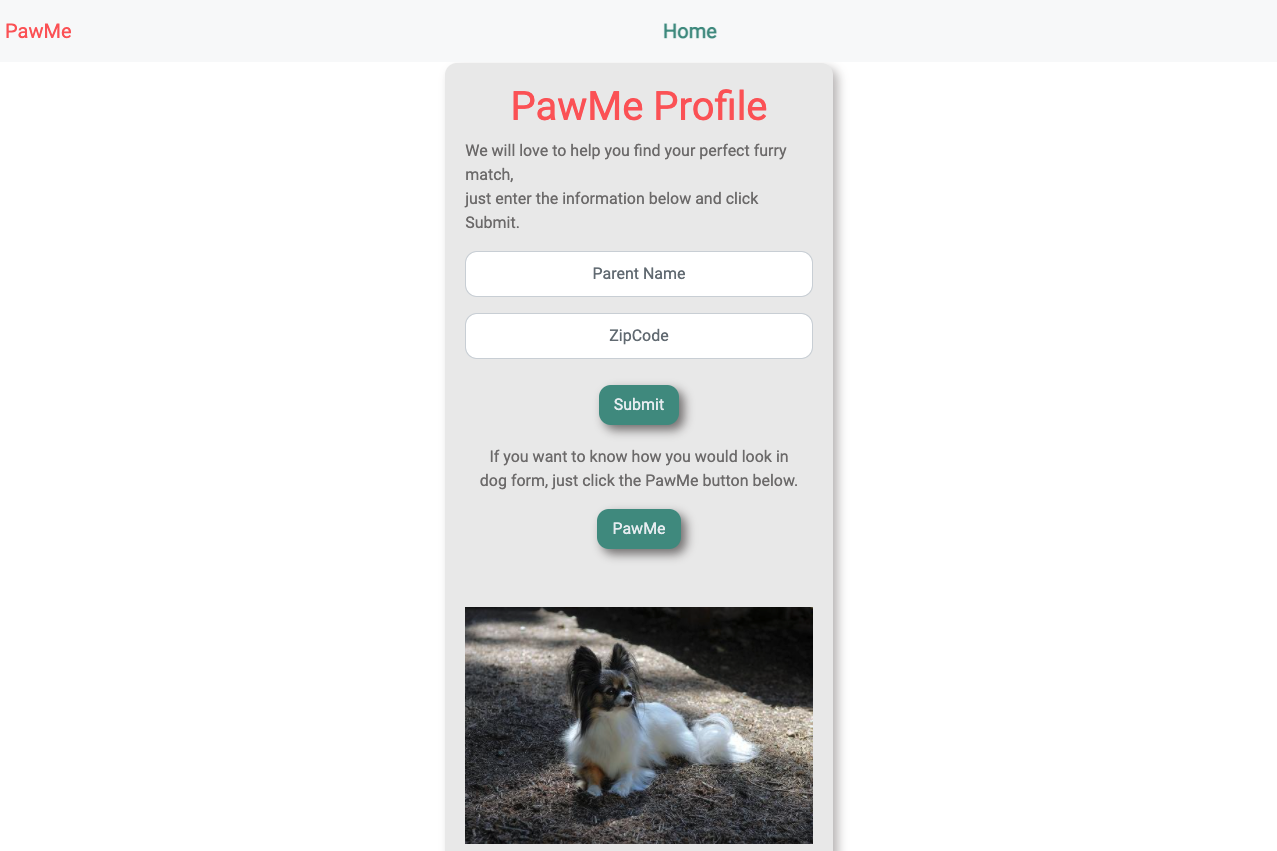 PawMe
Home
PawMe Profile
We will love to help you find your perfect furry
match,
just enter the information below and click
Submit.
Parent Name
ZipCode
Submit
If you want to know how you would look in
dog form, just click the PawMe button below.
PawMe